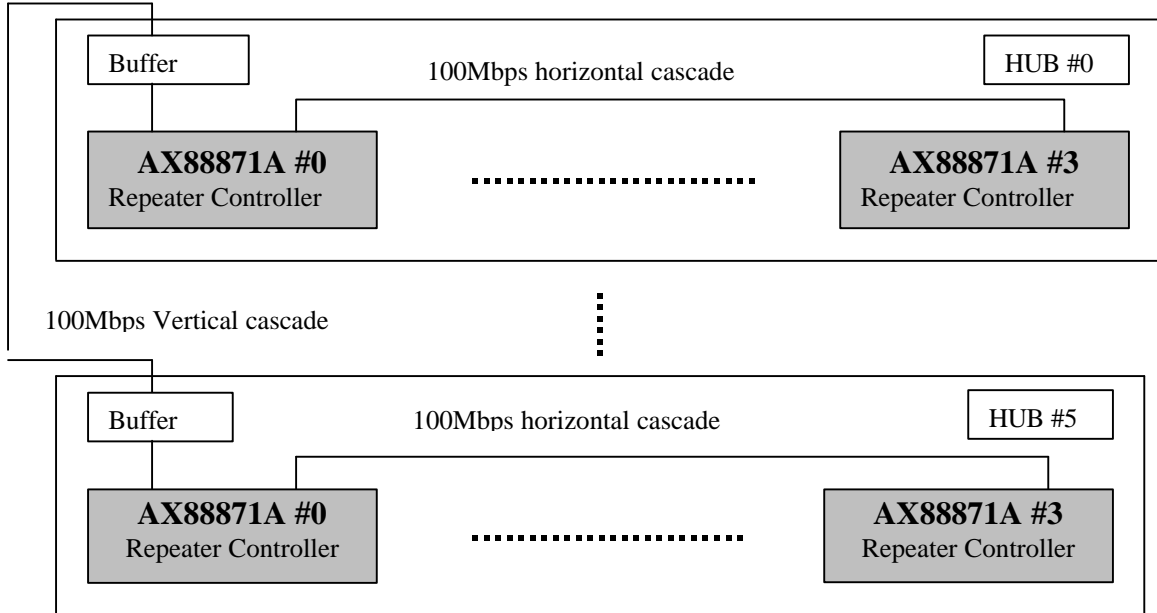 Buffer
100Mbps horizontal cascade
HUB #0
AX88871A #0
Repeater Controller
AX88871A #3
Repeater Controller
100Mbps Vertical cascade
Buffer
100Mbps horizontal cascade
HUB #5
AX88871A #0
Repeater Controller
AX88871A #3
Repeater Controller